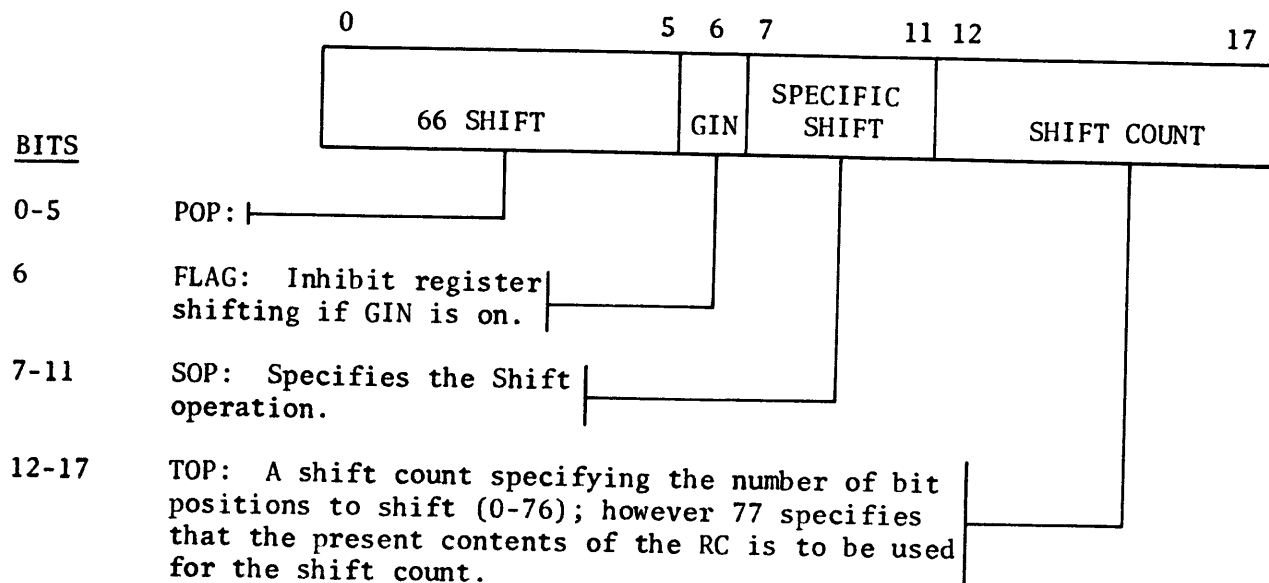 0 5 6 7 11 12 17
66 SHIFT GIN SPECIFIC SHIFT SHIFT COUNT
BITS
0-5 POP:
6 FLAG: Inhibit register
shifting if GIN is on.
7-11 SOP: Specifies the Shift
operation.
12-17 TOP: A shift count specifying the number of bit
positions to shift (0-76); however 77 specifies
that the present contents of the RC is to be used
for the shift count.